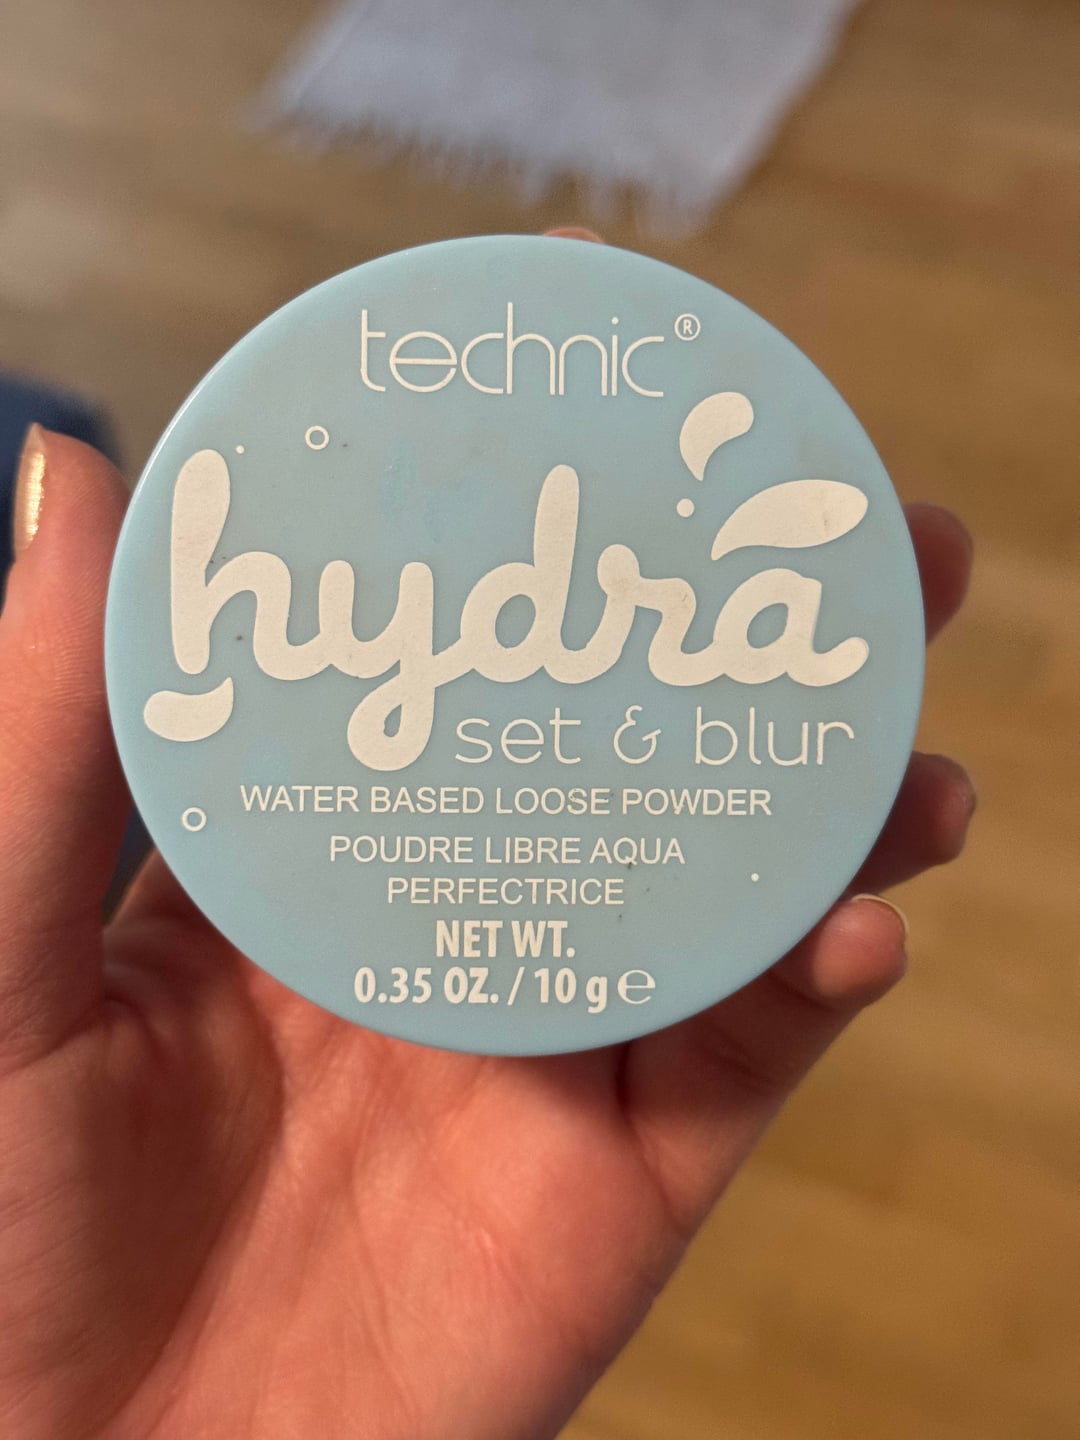 technic®
hydra
set & blur
WATER BASED LOOSE POWDER
POUDRE LIBRE AQUA
PERFECTRICE
NET WT.
0.35 OZ. / 10 g ℮